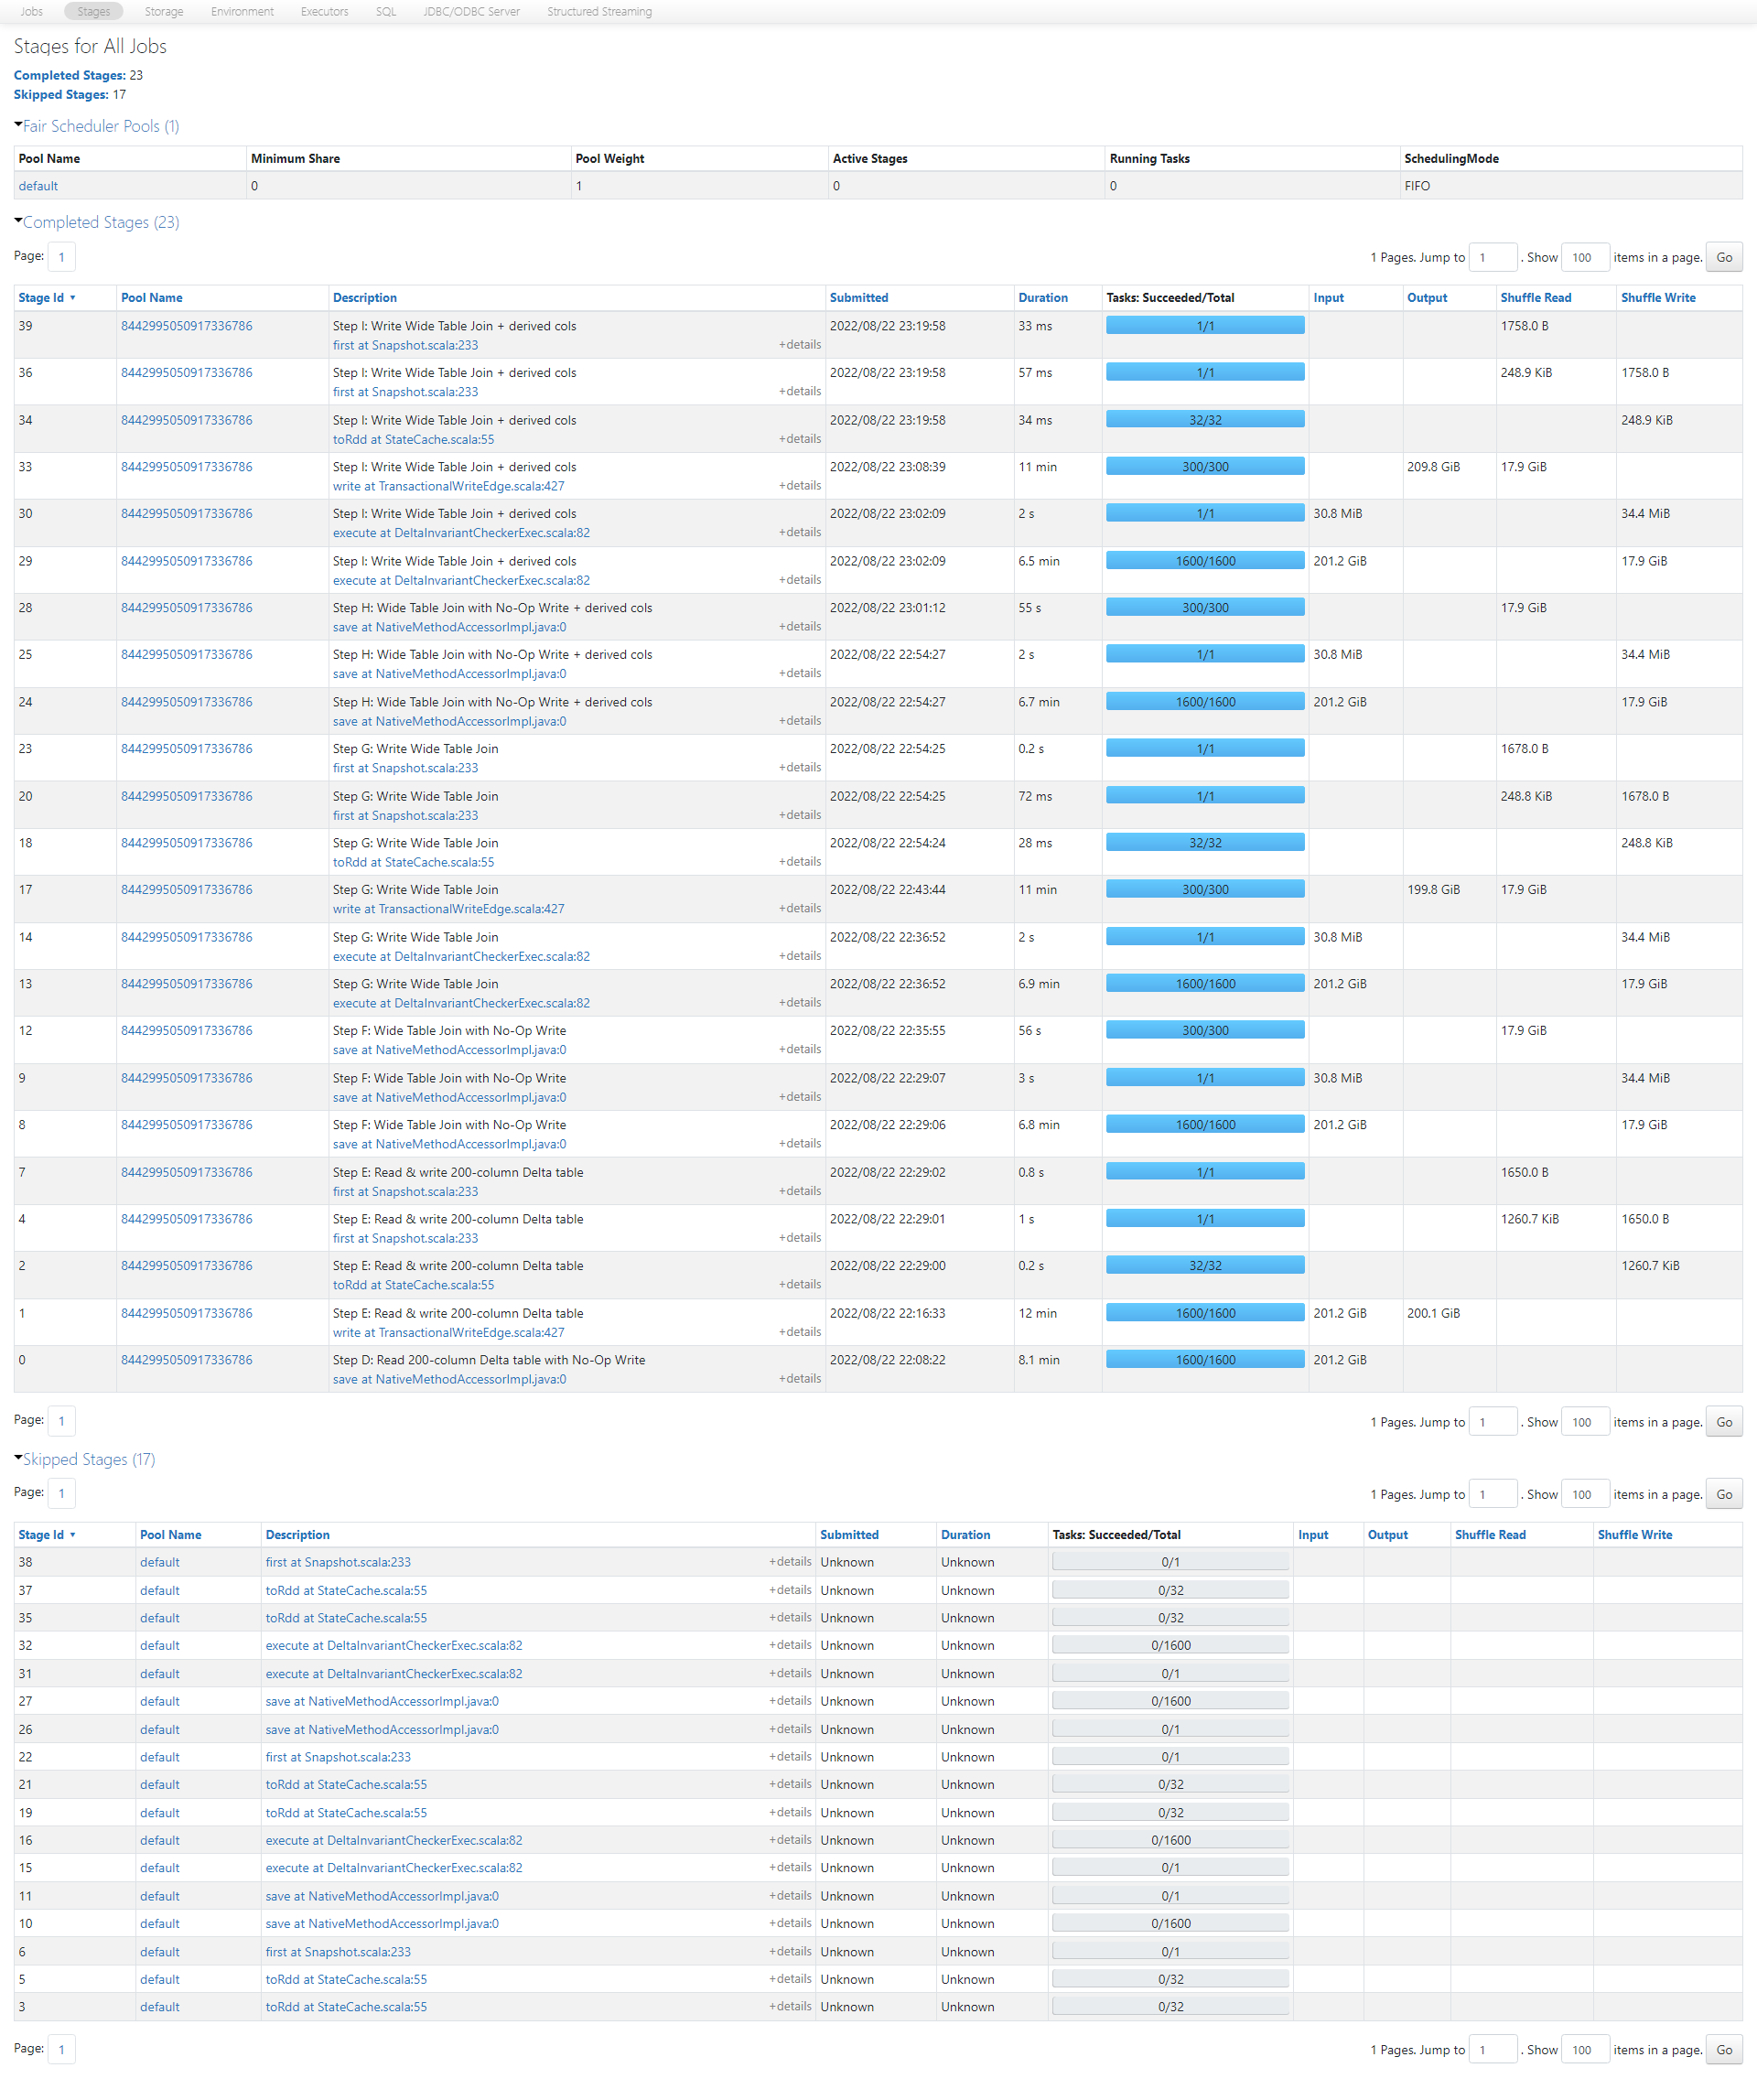 Jobs Stages Storage Environment Executors SQL JDBC/ODBC Server Structured Streaming
Stages for All Jobs
Completed Stages: 23
Skipped Stages: 17
Fair Scheduler Pools (1)
Pool Name Minimum Share Pool Weight Active Stages Running Tasks SchedulingMode
default 0 1 0 0 FIFO
Completed Stages (23)
Page: 1 1 Pages. Jump to 1 . Show 100 items in a page. Go
Stage Id ▾ Pool Name Description Submitted Duration Tasks: Succeeded/Total Input Output Shuffle Read Shuffle Write
39 8442995050917336786 Step I: Write Wide Table Join + derived cols 2022/08/22 23:19:58 33 ms 1/1 1758.0 B
first at Snapshot.scala:233 +details
36 8442995050917336786 Step I: Write Wide Table Join + derived cols 2022/08/22 23:19:58 57 ms 1/1 248.9 KiB 1758.0 B
first at Snapshot.scala:233 +details
34 8442995050917336786 Step I: Write Wide Table Join + derived cols 2022/08/22 23:19:58 34 ms 32/32 248.9 KiB
toRdd at StateCache.scala:55 +details
33 8442995050917336786 Step I: Write Wide Table Join + derived cols 2022/08/22 23:08:39 11 min 300/300 209.8 GiB 17.9 GiB
write at TransactionalWriteEdge.scala:427 +details
30 8442995050917336786 Step I: Write Wide Table Join + derived cols 2022/08/22 23:02:09 2 s 1/1 30.8 MiB 34.4 MiB
execute at DeltaInvariantCheckerExec.scala:82 +details
29 8442995050917336786 Step I: Write Wide Table Join + derived cols 2022/08/22 23:02:09 6.5 min 1600/1600 201.2 GiB 17.9 GiB
execute at DeltaInvariantCheckerExec.scala:82 +details
28 8442995050917336786 Step H: Wide Table Join with No-Op Write + derived cols 2022/08/22 23:01:12 55 s 300/300 17.9 GiB
save at NativeMethodAccessorImpl.java:0 +details
25 8442995050917336786 Step H: Wide Table Join with No-Op Write + derived cols 2022/08/22 22:54:27 2 s 1/1 30.8 MiB 34.4 MiB
save at NativeMethodAccessorImpl.java:0 +details
24 8442995050917336786 Step H: Wide Table Join with No-Op Write + derived cols 2022/08/22 22:54:27 6.7 min 1600/1600 201.2 GiB 17.9 GiB
save at NativeMethodAccessorImpl.java:0 +details
23 8442995050917336786 Step G: Write Wide Table Join 2022/08/22 22:54:25 0.2 s 1/1 1678.0 B
first at Snapshot.scala:233 +details
20 8442995050917336786 Step G: Write Wide Table Join 2022/08/22 22:54:25 72 ms 1/1 248.8 KiB 1678.0 B
first at Snapshot.scala:233 +details
18 8442995050917336786 Step G: Write Wide Table Join 2022/08/22 22:54:24 28 ms 32/32 248.8 KiB
toRdd at StateCache.scala:55 +details
17 8442995050917336786 Step G: Write Wide Table Join 2022/08/22 22:43:44 11 min 300/300 199.8 GiB 17.9 GiB
write at TransactionalWriteEdge.scala:427 +details
14 8442995050917336786 Step G: Write Wide Table Join 2022/08/22 22:36:52 2 s 1/1 30.8 MiB 34.4 MiB
execute at DeltaInvariantCheckerExec.scala:82 +details
13 8442995050917336786 Step G: Write Wide Table Join 2022/08/22 22:36:52 6.9 min 1600/1600 201.2 GiB 17.9 GiB
execute at DeltaInvariantCheckerExec.scala:82 +details
12 8442995050917336786 Step F: Wide Table Join with No-Op Write 2022/08/22 22:35:55 56 s 300/300 17.9 GiB
save at NativeMethodAccessorImpl.java:0 +details
9 8442995050917336786 Step F: Wide Table Join with No-Op Write 2022/08/22 22:29:07 3 s 1/1 30.8 MiB 34.4 MiB
save at NativeMethodAccessorImpl.java:0 +details
8 8442995050917336786 Step F: Wide Table Join with No-Op Write 2022/08/22 22:29:06 6.8 min 1600/1600 201.2 GiB 17.9 GiB
save at NativeMethodAccessorImpl.java:0 +details
7 8442995050917336786 Step E: Read & write 200-column Delta table 2022/08/22 22:29:02 0.8 s 1/1 1650.0 B
first at Snapshot.scala:233 +details
4 8442995050917336786 Step E: Read & write 200-column Delta table 2022/08/22 22:29:01 1 s 1/1 1260.7 KiB 1650.0 B
first at Snapshot.scala:233 +details
2 8442995050917336786 Step E: Read & write 200-column Delta table 2022/08/22 22:29:00 0.2 s 32/32 1260.7 KiB
toRdd at StateCache.scala:55 +details
1 8442995050917336786 Step E: Read & write 200-column Delta table 2022/08/22 22:16:33 12 min 1600/1600 201.2 GiB 200.1 GiB
write at TransactionalWriteEdge.scala:427 +details
0 8442995050917336786 Step D: Read 200-column Delta table with No-Op Write 2022/08/22 22:08:22 8.1 min 1600/1600 201.2 GiB
save at NativeMethodAccessorImpl.java:0 +details
Page: 1 1 Pages. Jump to 1 . Show 100 items in a page. Go
Skipped Stages (17)
Page: 1 1 Pages. Jump to 1 . Show 100 items in a page. Go
Stage Id ▾ Pool Name Description Submitted Duration Tasks: Succeeded/Total Input Output Shuffle Read Shuffle Write
38 default first at Snapshot.scala:233 +details Unknown Unknown 0/1
37 default toRdd at StateCache.scala:55 +details Unknown Unknown 0/32
35 default toRdd at StateCache.scala:55 +details Unknown Unknown 0/32
32 default execute at DeltaInvariantCheckerExec.scala:82 +details Unknown Unknown 0/1600
31 default execute at DeltaInvariantCheckerExec.scala:82 +details Unknown Unknown 0/1
27 default save at NativeMethodAccessorImpl.java:0 +details Unknown Unknown 0/1600
26 default save at NativeMethodAccessorImpl.java:0 +details Unknown Unknown 0/1
22 default first at Snapshot.scala:233 +details Unknown Unknown 0/1
21 default toRdd at StateCache.scala:55 +details Unknown Unknown 0/32
19 default toRdd at StateCache.scala:55 +details Unknown Unknown 0/32
16 default execute at DeltaInvariantCheckerExec.scala:82 +details Unknown Unknown 0/1600
15 default execute at DeltaInvariantCheckerExec.scala:82 +details Unknown Unknown 0/1
11 default save at NativeMethodAccessorImpl.java:0 +details Unknown Unknown 0/1
10 default save at NativeMethodAccessorImpl.java:0 +details Unknown Unknown 0/1600
6 default first at Snapshot.scala:233 +details Unknown Unknown 0/1
5 default toRdd at StateCache.scala:55 +details Unknown Unknown 0/32
3 default toRdd at StateCache.scala:55 +details Unknown Unknown 0/32
Page: 1 1 Pages. Jump to 1 . Show 100 items in a page. Go